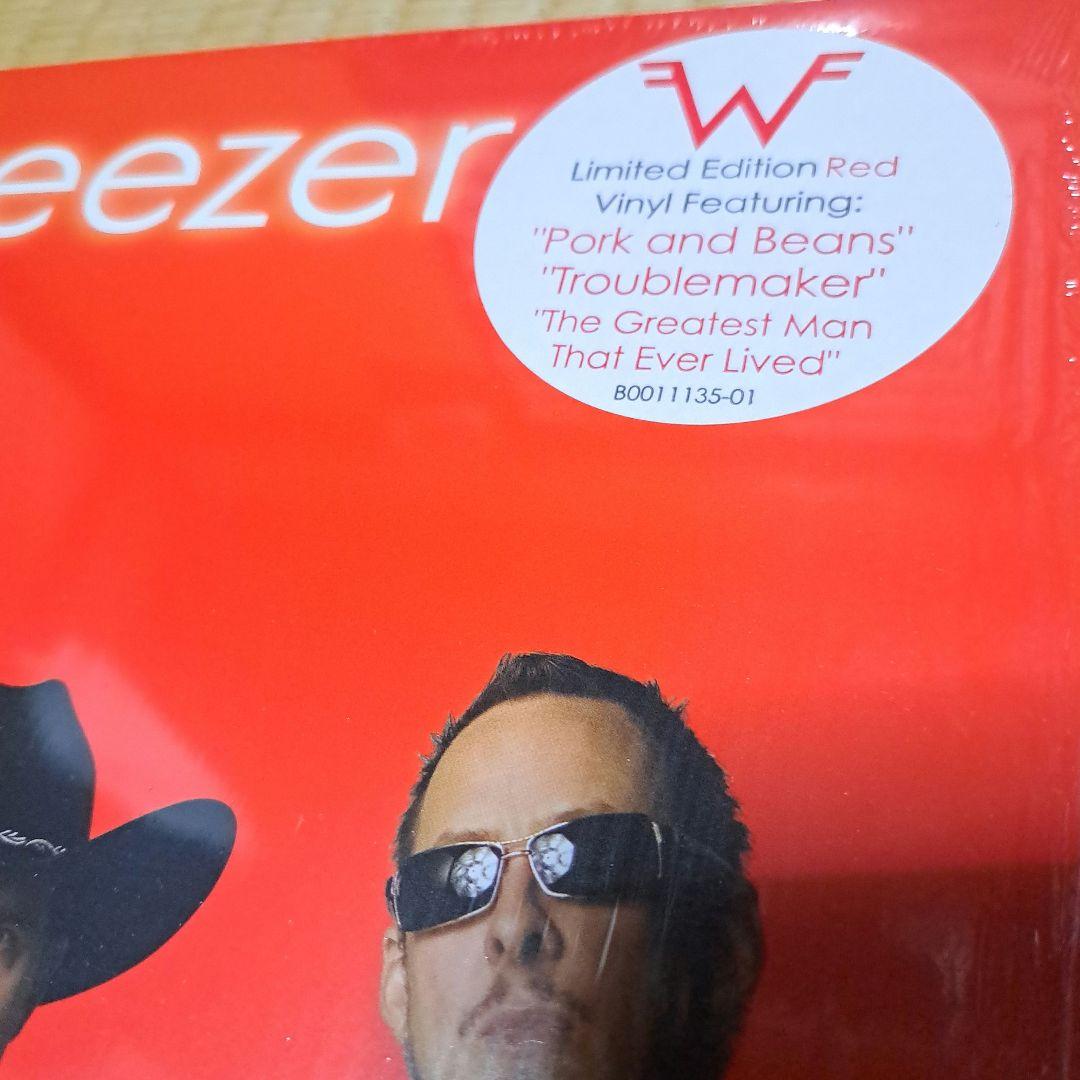 eezer
Limited Edition Red
Vinyl Featuring:
"Pork and Beans"
"Troublemaker"
"The Greatest Man
That Ever Lived"
B0011135-01